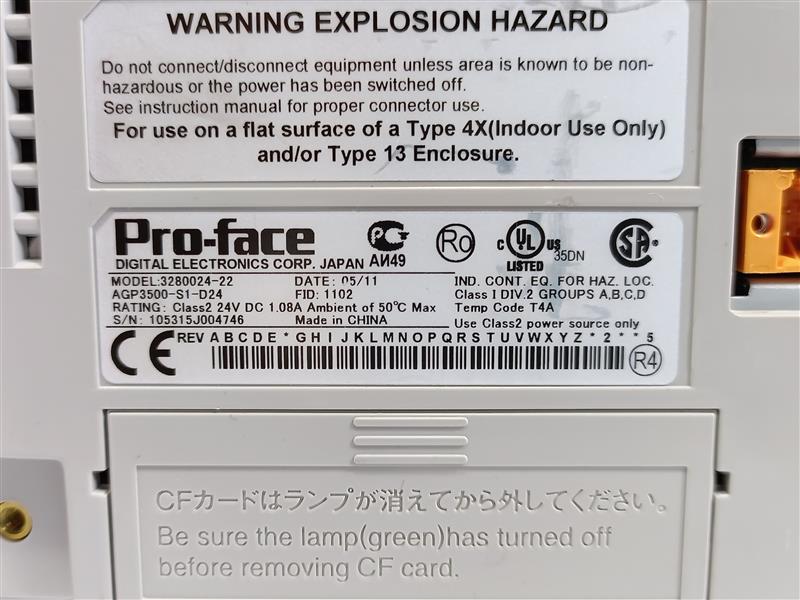 WARNING EXPLOSION HAZARD
Do not connect/disconnect equipment unless area is known to be non-
hazardous or the power has been switched off.
See instruction manual for proper connector use.
For use on a flat surface of a Type 4X(Indoor Use Only)
and/or Type 13 Enclosure.
Pro-face
DIGITAL ELECTRONICS CORP. JAPAN
АИ49
Ro
C UL US
LISTED 35DN
SA
MODEL:3280024-22 DATE: 05/11 IND. CONT. EQ. FOR HAZ. LOC.
AGP3500-S1-D24 FID: 1102 Class I DIV.2 GROUPS A,B,C,D
RATING: Class2 24V DC 1.08A Ambient of 50℃ Max Temp Code T4A
S/N: 105315J004746 Made in CHINA Use Class2 power source only
CE REV A B C D E * G H I J K L M N O P Q R S T U V W X Y Z * 2 * * 5
R4
CFカードはランプが消えてから外してください。
Be sure the lamp(green)has turned off
before removing CF card.